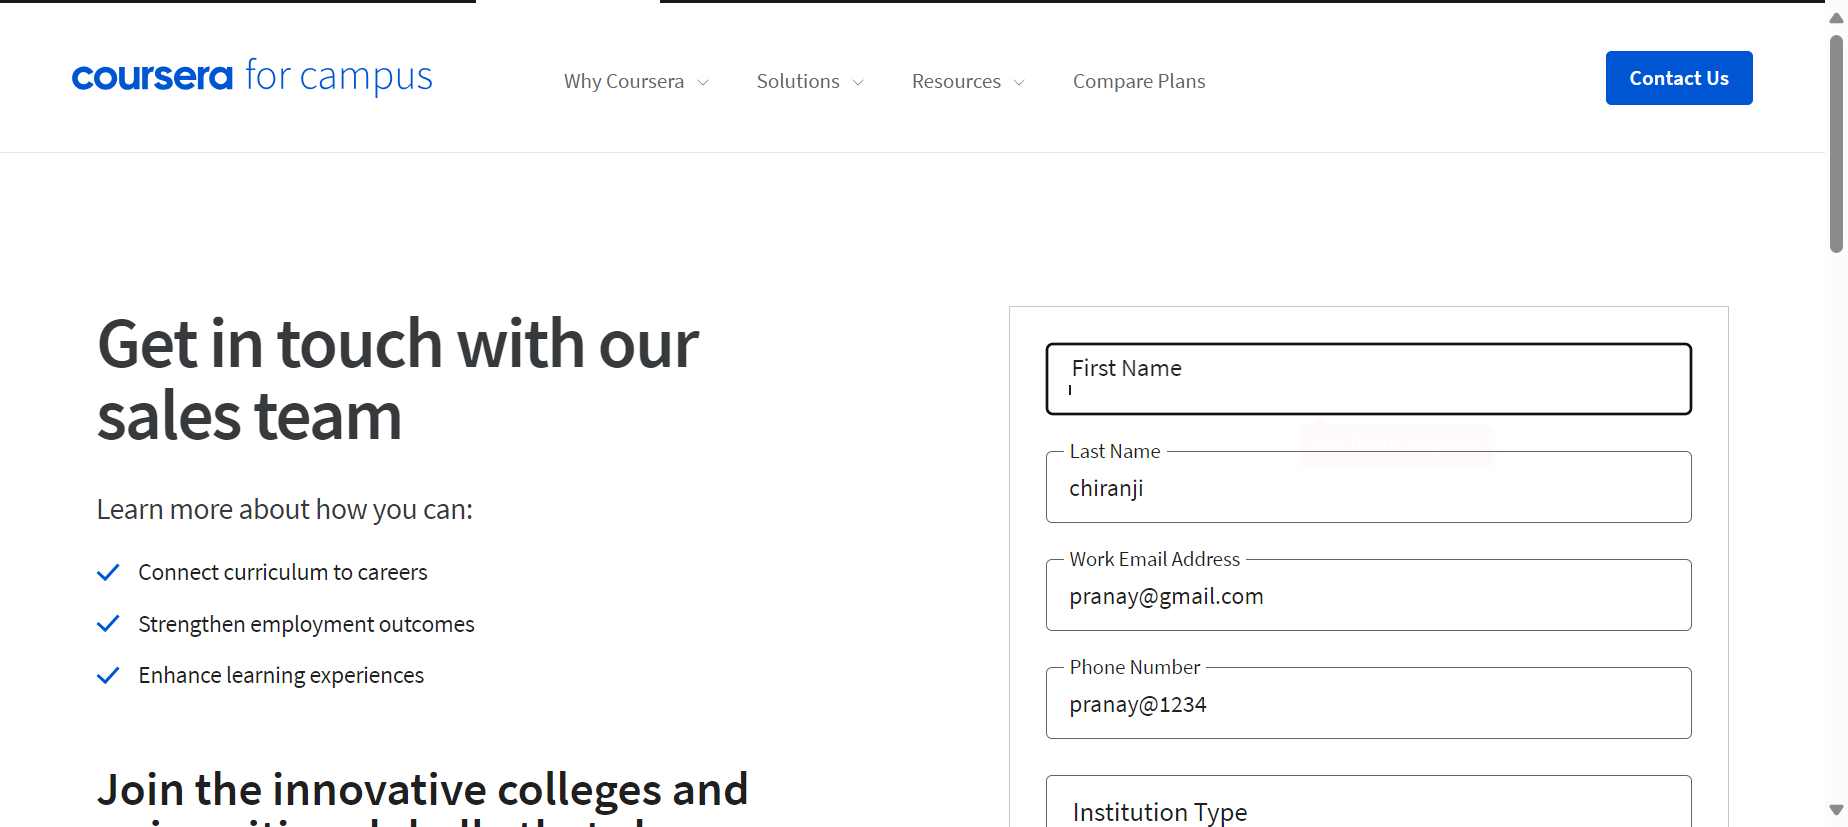 coursera for campus
Why Coursera
Solutions
Resources
Compare Plans
Contact Us
Get in touch with our
sales team
Learn more about how you can:
Connect curriculum to careers
Strengthen employment outcomes
Enhance learning experiences
Join the innovative colleges and
First Name
Last Name
chiranji
Work Email Address
pranay@gmail.com
Phone Number
pranay@1234
Institution Type